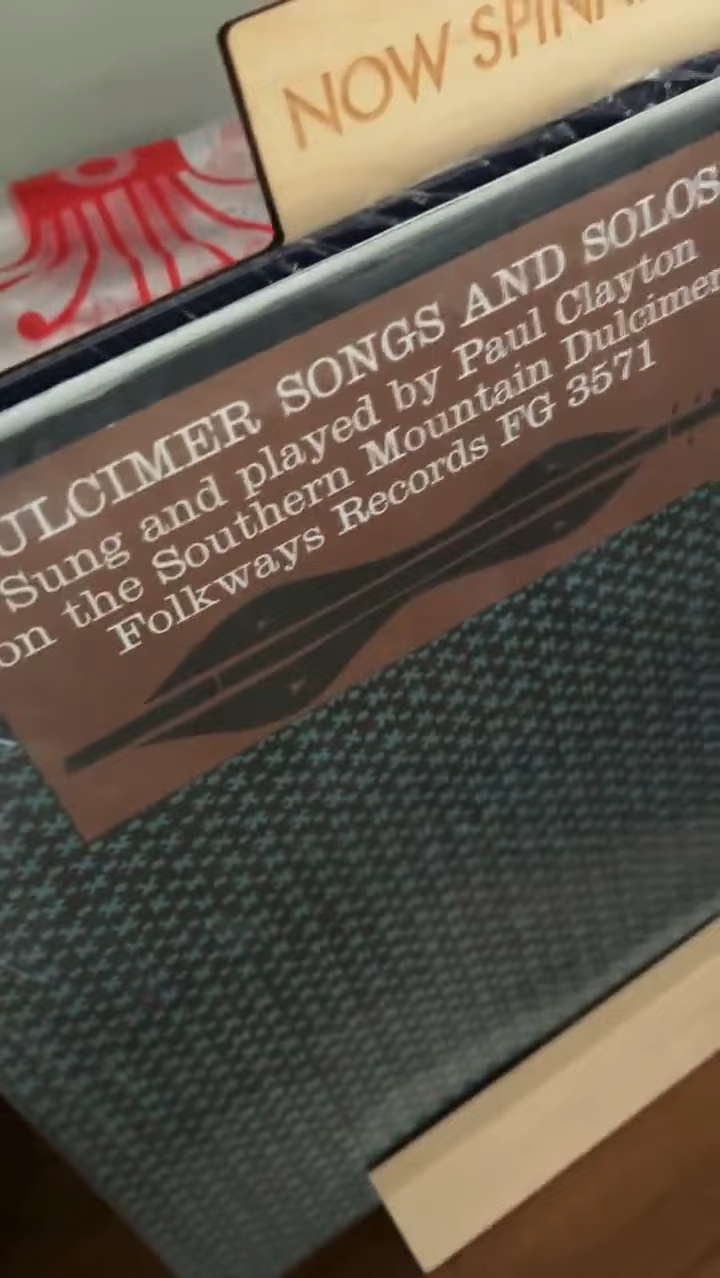 NOW SPINN
ULCIMER SONGS AND SOLOS
Sung and played by Paul Clayton
on the Southern Mountain Dulcimer
Folkways Records FG 3571